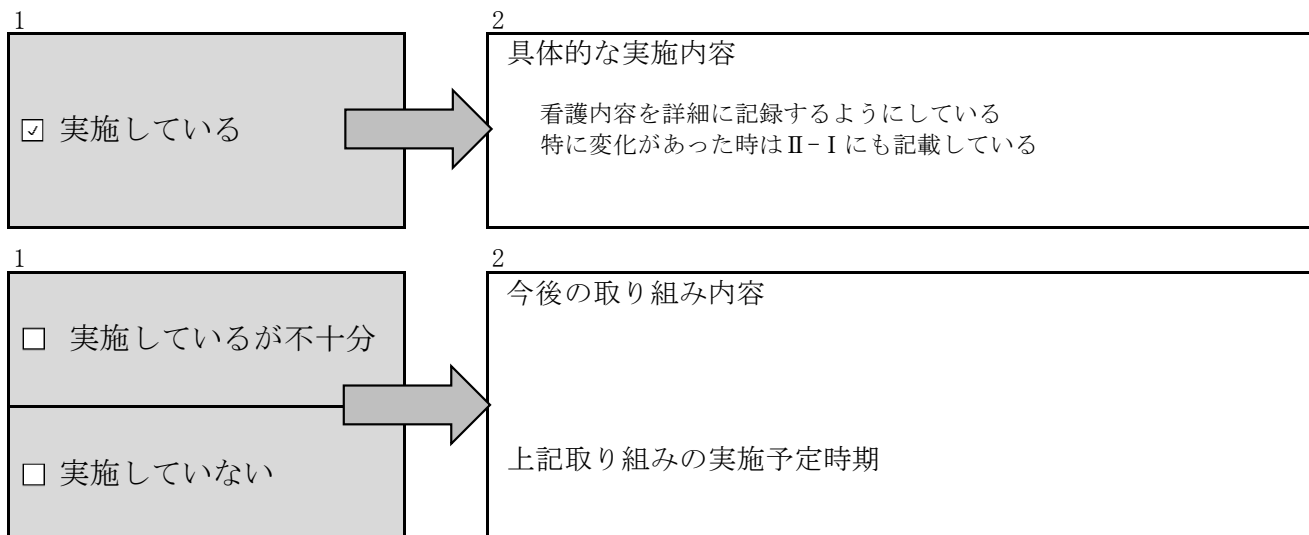 1
2
☑ 実施している
具体的な実施内容
看護内容を詳細に記録するようにしている
特に変化があった時はⅡ-Ⅰにも記載している
1
2
☐ 実施しているが不十分
☐ 実施していない
今後の取り組み内容
上記取り組みの実施予定時期